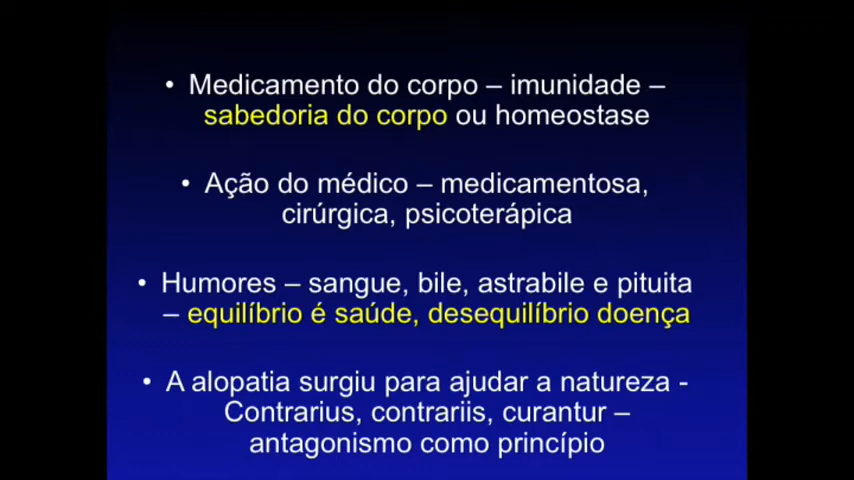 • Medicamento do corpo – imunidade –
sabedoria do corpo ou homeostase
• Ação do médico – medicamentosa,
cirúrgica, psicoterápica
• Humores – sangue, bile, astrabile e pituita
– equilíbrio é saúde, desequilíbrio doença
• A alopatia surgiu para ajudar a natureza -
Contrarius, contrariis, curantur –
antagonismo como princípio